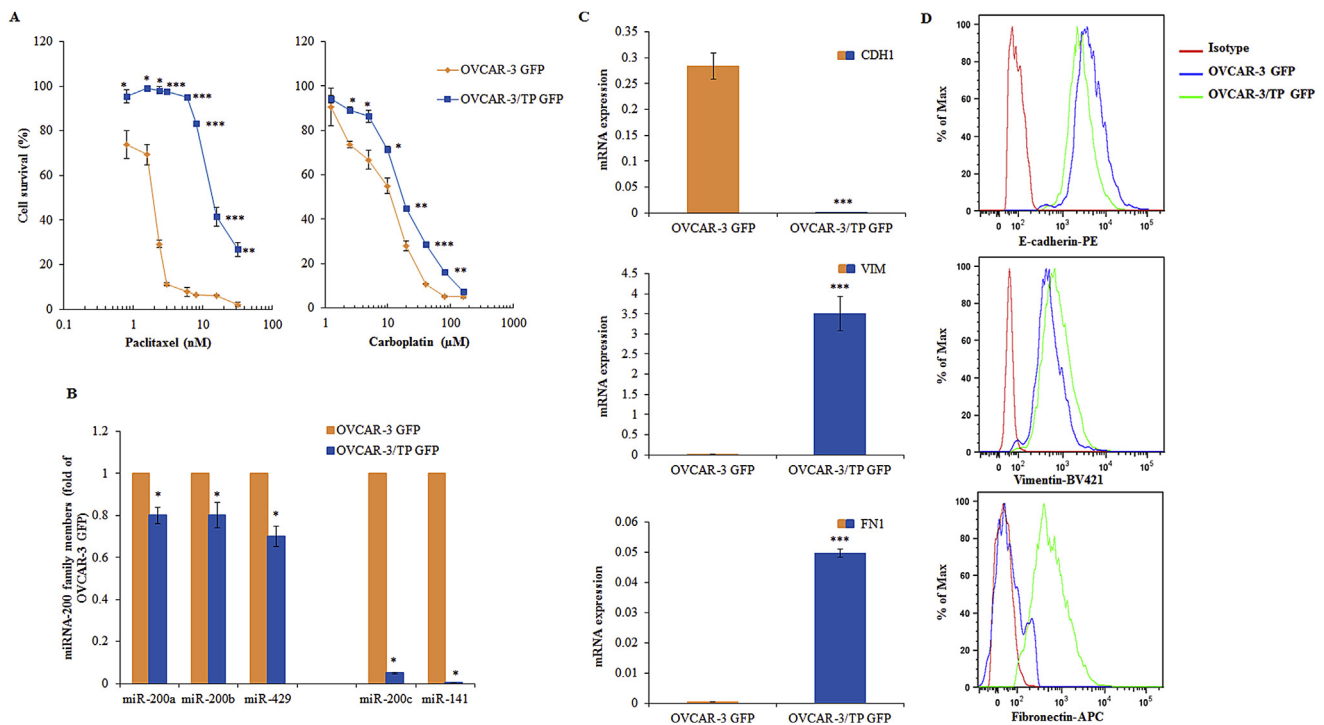 A
120
100
80
60
40
20
0
Cell survival (%)
* * * *** *** *** *** **
0.1 1 10 100
Paclitaxel (nM)
120
100
80
60
40
20
0
* * * ** *** **
1 10 100 1000
Carboplatin (µM)
OVCAR-3 GFP
OVCAR-3/TP GFP
B
OVCAR-3 GFP
OVCAR-3/TP GFP
miRNA-200 family members (fold of
OVCAR-3 GFP)
1.2
1
0.8
0.6
0.4
0.2
0
* * * * *
miR-200a miR-200b miR-429 miR-200c miR-141
C
CDH1
mRNA expression
0.35
0.3
0.25
0.2
0.15
0.1
0.05
0
***
OVCAR-3 GFP OVCAR-3/TP GFP
VIM
mRNA expression
4.5
4
3.5
3
2.5
2
1.5
1
0.5
0
***
OVCAR-3 GFP OVCAR-3/TP GFP
FN1
mRNA expression
0.06
0.05
0.04
0.03
0.02
0.01
0
***
OVCAR-3 GFP OVCAR-3/TP GFP
D
% of Max
100
80
60
40
20
0
0 10² 10³ 10⁴ 10⁵
E-cadherin-PE
Isotype
OVCAR-3 GFP
OVCAR-3/TP GFP
% of Max
100
80
60
40
20
0
0 10² 10³ 10⁴ 10⁵
Vimentin-BV421
% of Max
100
80
60
40
20
0
0 10² 10³ 10⁴ 10⁵
Fibronectin-APC